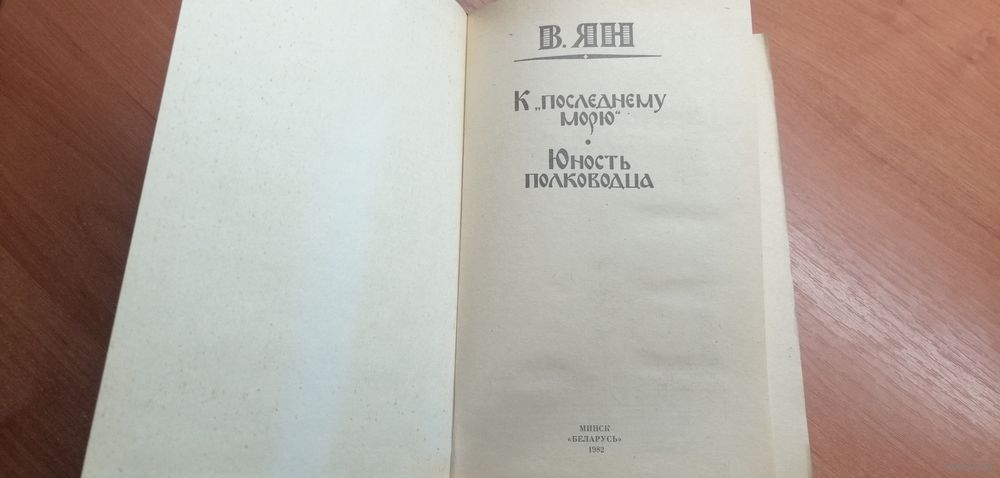 В. ЯН
К „последнему
морю“
Юность
полководца
МИНСК
«БЕЛАРУСЬ»
1982